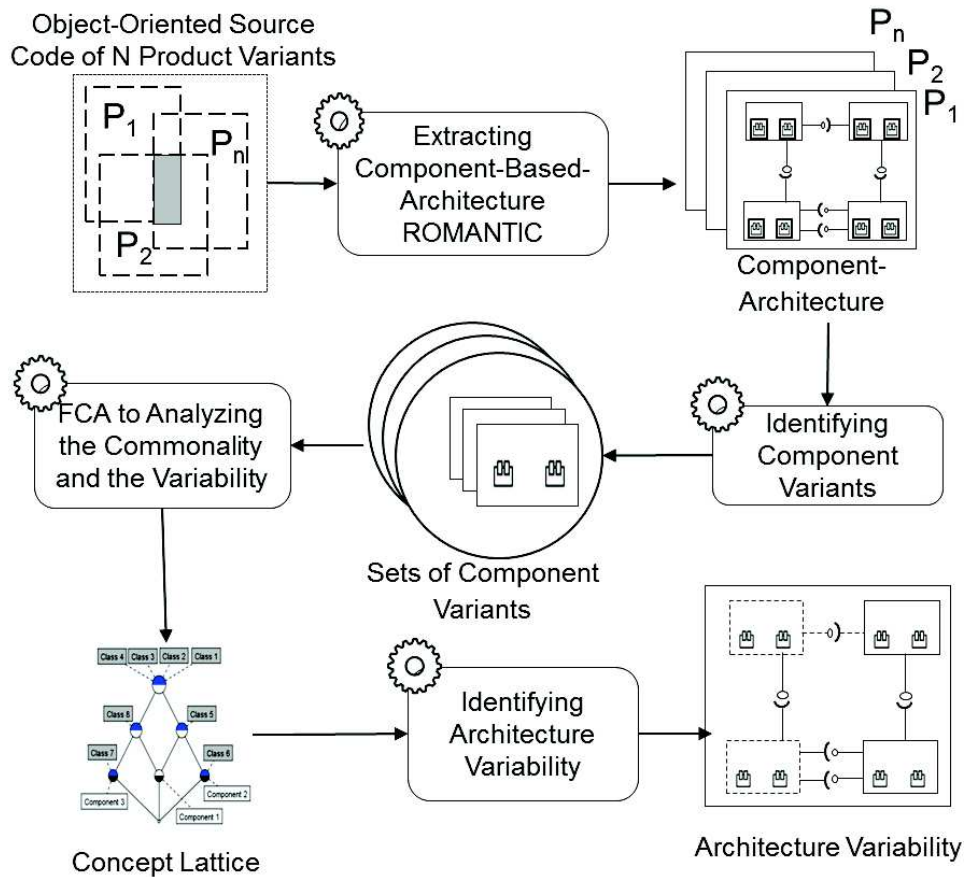 Object-Oriented Source
Code of N Product Variants
P1
Pn
P2
Extracting
Component-Based-
Architecture
ROMANTIC
Pn
P2
P1
Component-
Architecture
FCA to Analyzing
the Commonality
and the Variability
Sets of Component
Variants
Identifying
Component
Variants
Class 4
Class 3
Class 2
Class 1
Class 8
Class 5
Class 7
Class 6
Component 3
Component 2
Component 1
Concept Lattice
Identifying
Architecture
Variability
Architecture Variability